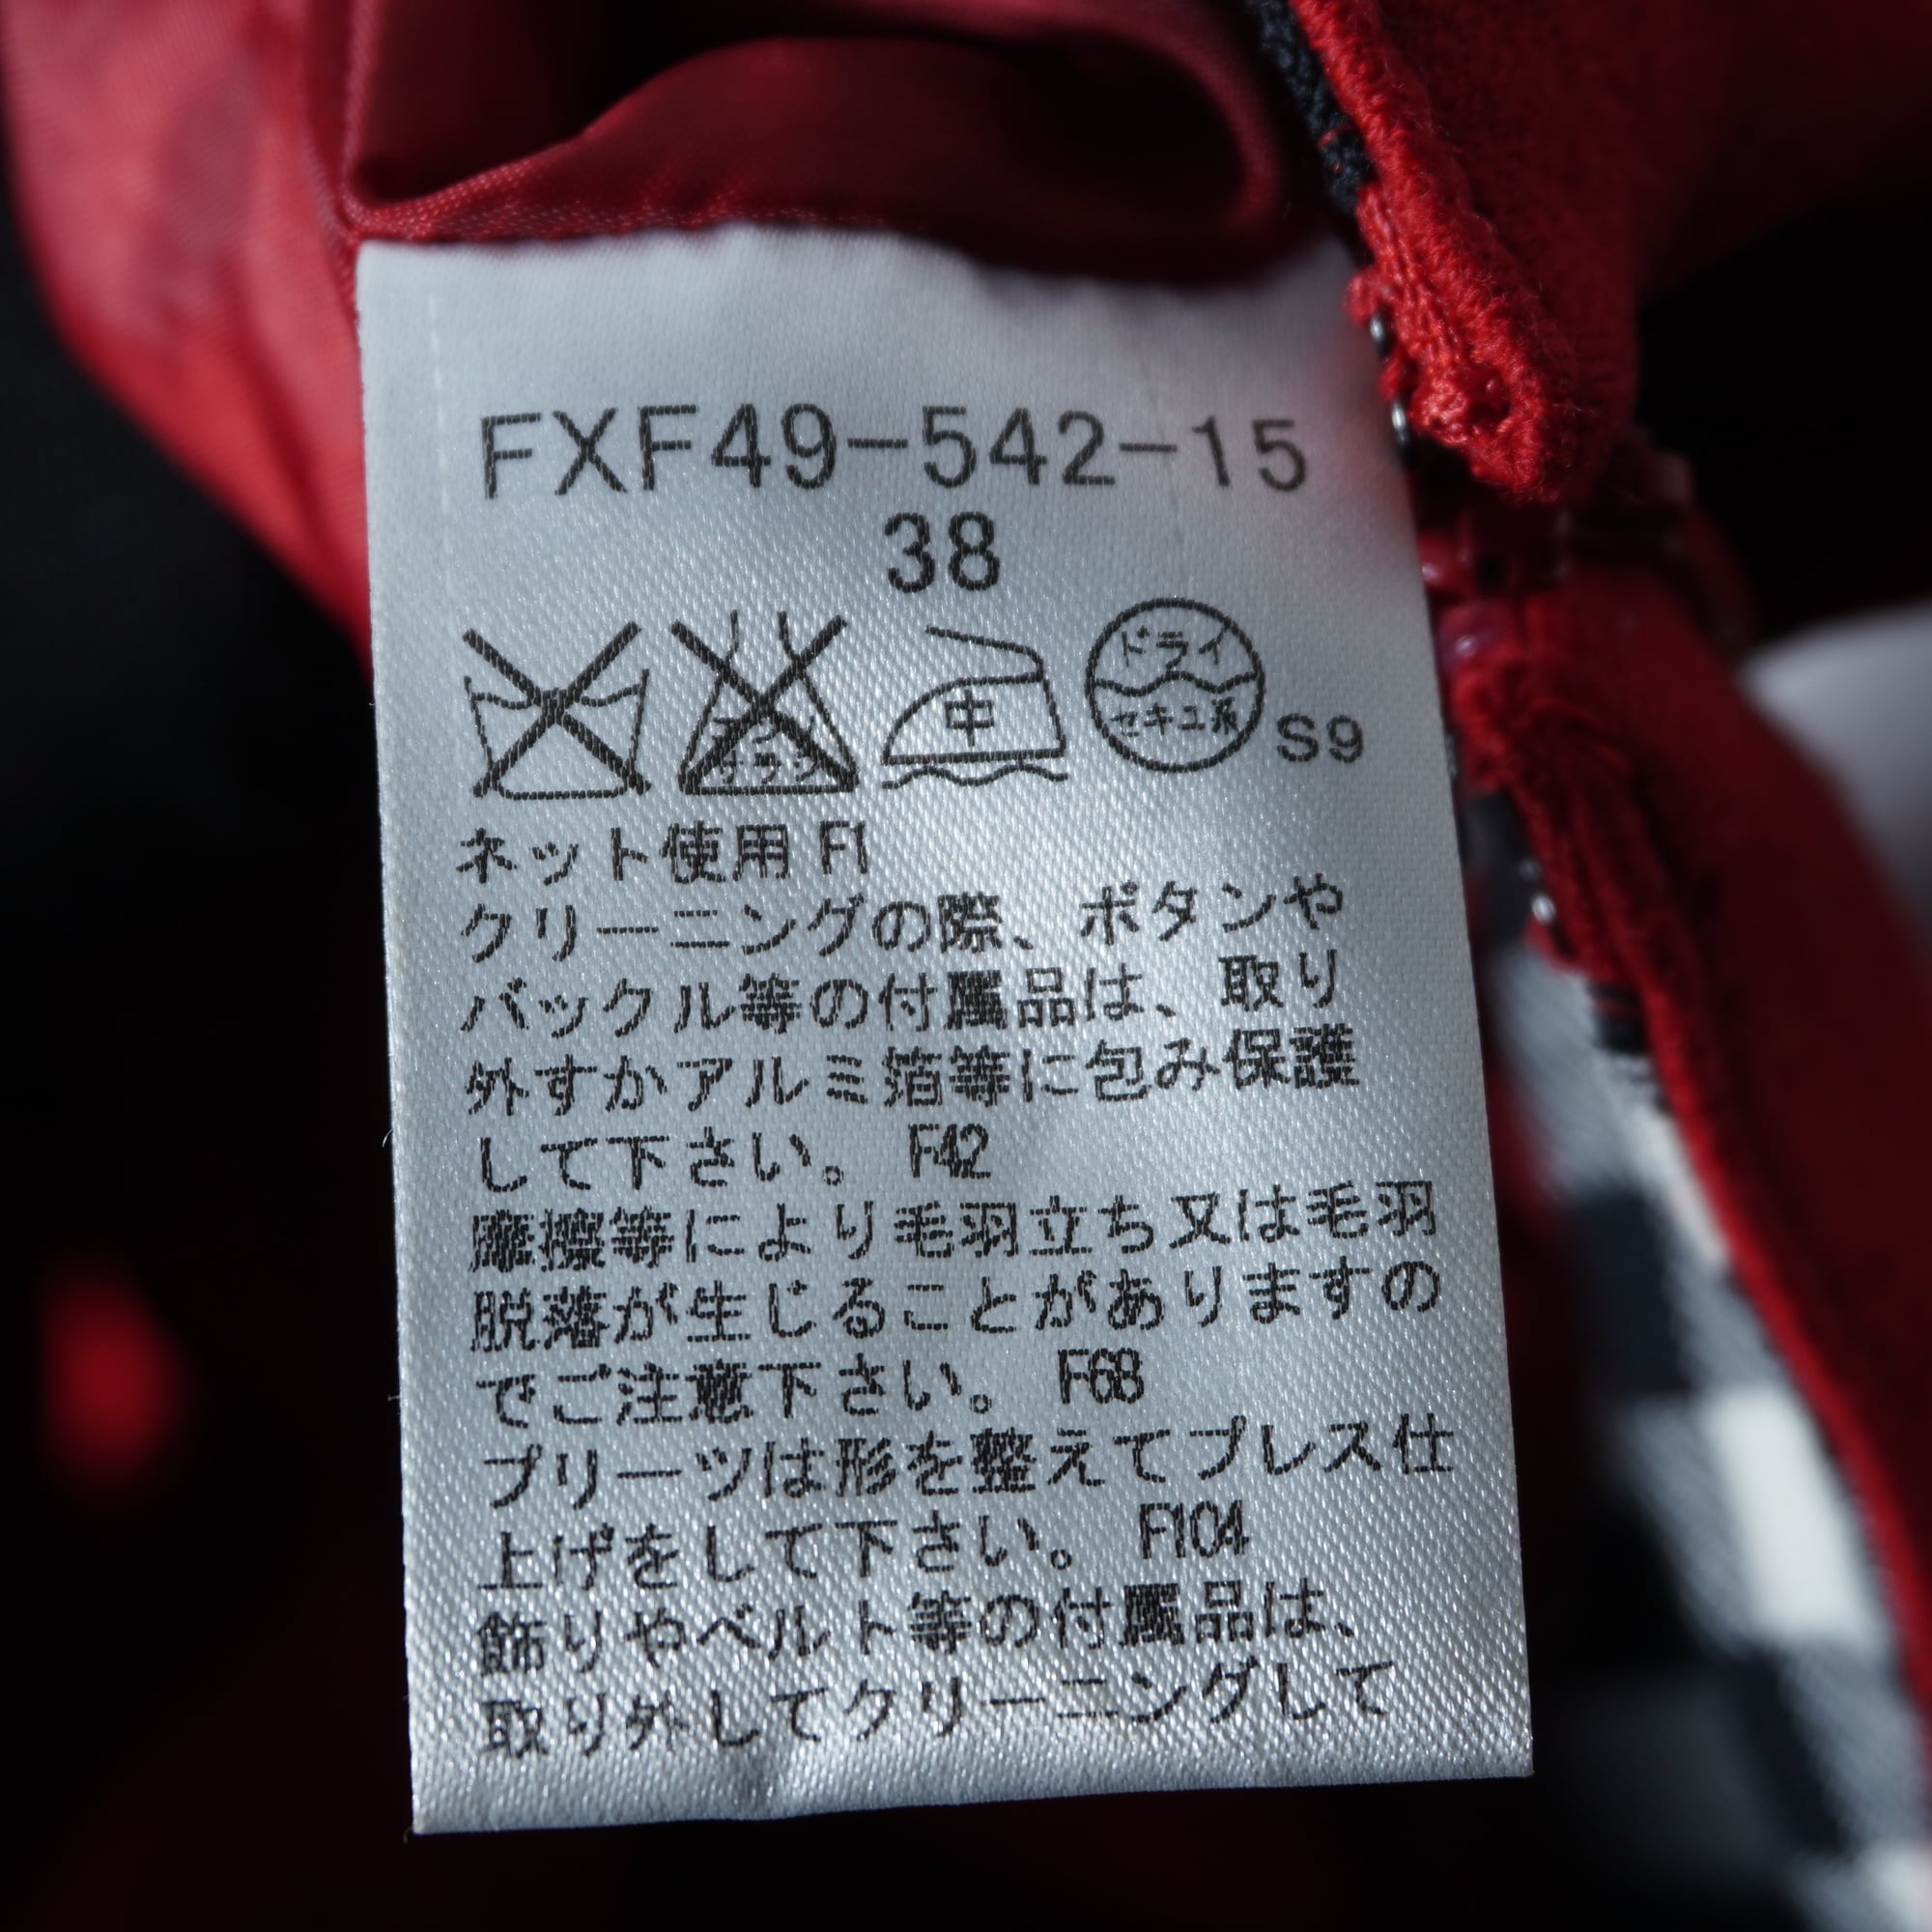 FXF49-542-15
38
エンソ
サラシ
中
ドライ
セキユ系
S9
ネット使用 F1
クリーニングの際、ボタンや
バックル等の付属品は、取り
外すかアルミ箔等に包み保護
して下さい。 F42
摩擦等により毛羽立ち又は毛羽
脱落が生じることがありますの
でご注意下さい。 F68
プリーツは形を整えてプレス仕
上げをして下さい。 F104
飾りやベルト等の付属品は、
取り外してクリーニングして